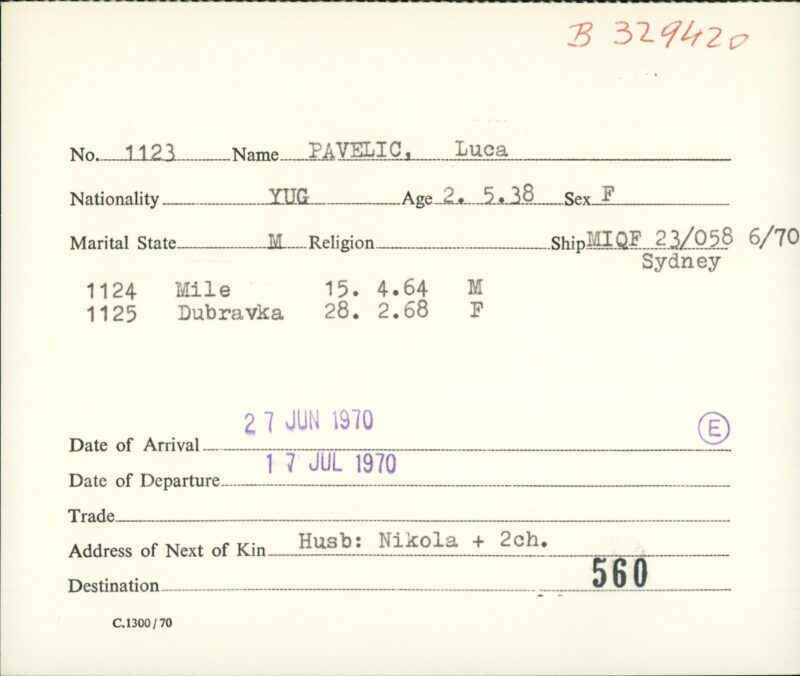 B 329420
No. 1123 Name PAVELIC, Luca
Nationality YUG Age 2. 5.38 Sex F
Marital State M Religion Ship MIQF 23/058 6/70
Sydney
1124 Mile 15. 4.64 M
1125 Dubravka 28. 2.68 F
27 JUN 1970
E
Date of Arrival
17 JUL 1970
Date of Departure
Trade
Address of Next of Kin Husb: Nikola + 2ch.
560
Destination
C.1300/70